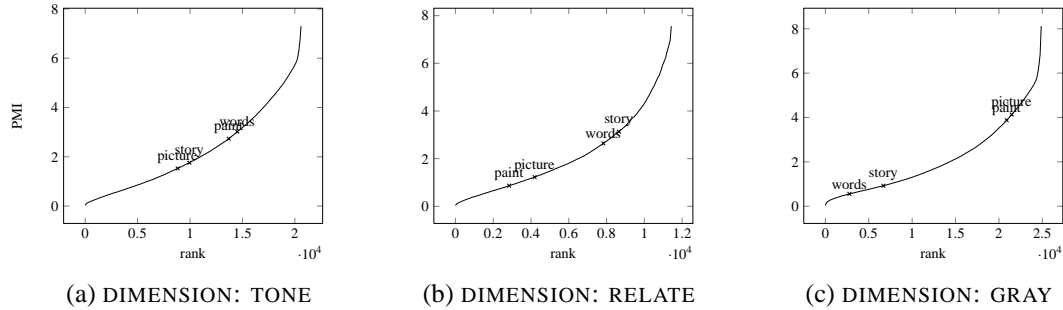 PMI
8
6
4
2
0
picture
story
paint
words
0 0.5 1 1.5 2
·10⁴
rank
(a) DIMENSION: TONE
8
6
4
2
0
paint
picture
words
story
0 0.2 0.4 0.6 0.8 1 1.2
·10⁴
rank
(b) DIMENSION: RELATE
8
6
4
2
0
words
story
paint
picture
0 0.5 1 1.5 2 2.5
·10⁴
rank
(c) DIMENSION: GRAY